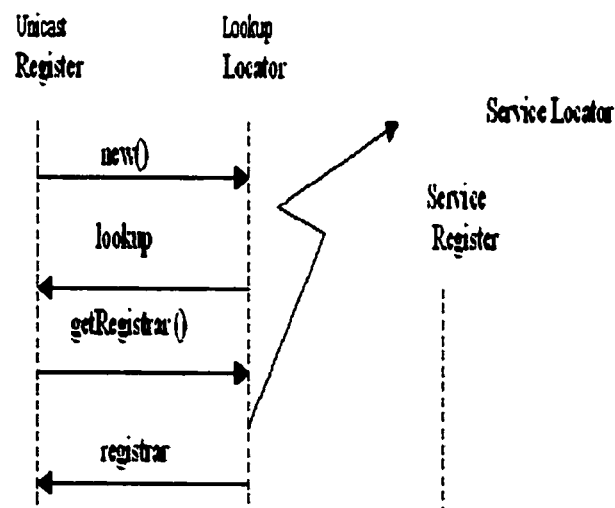 Unicast
Register
Lookup
Locator
Service Locator
new()
Service
Register
lookup
getRegistrar()
registrar